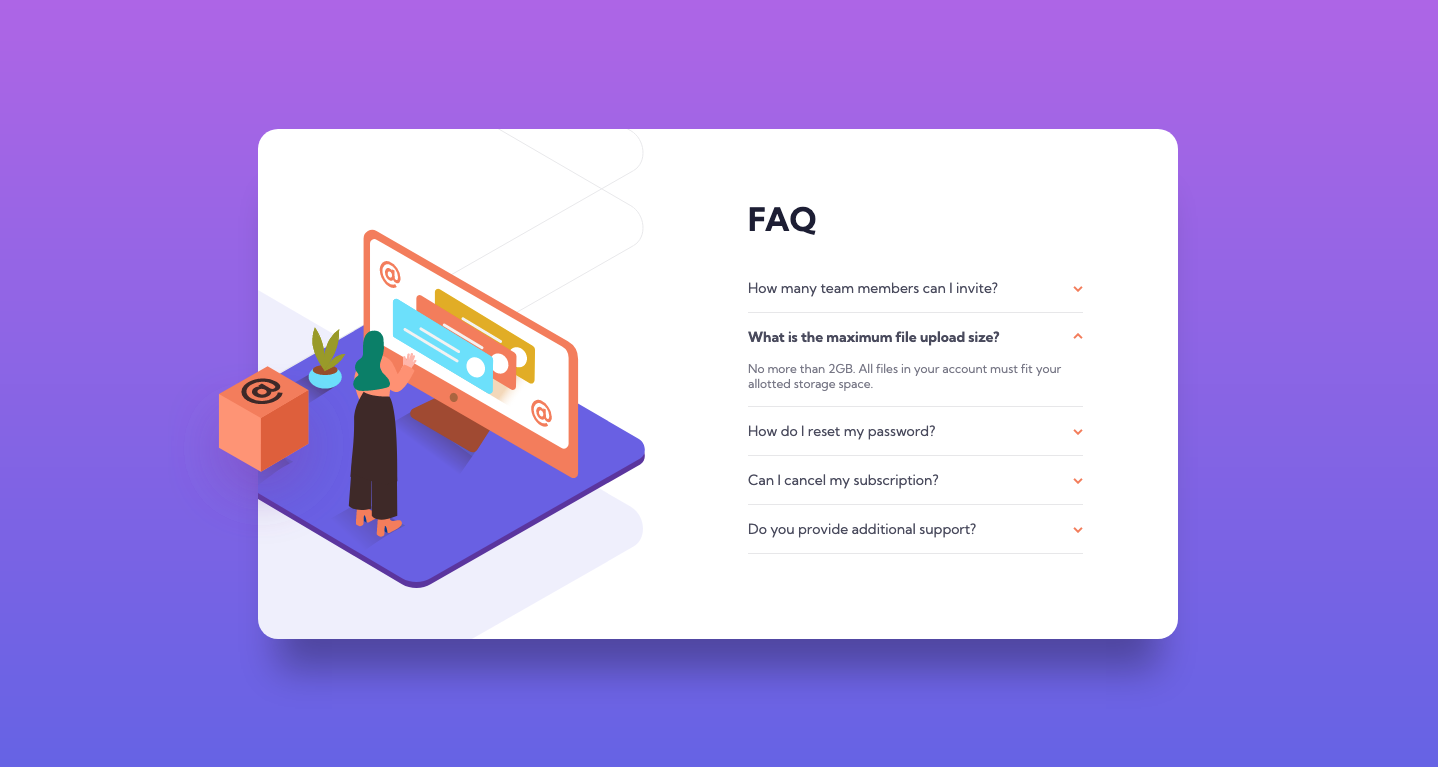 FAQ
How many team members can I invite?
What is the maximum file upload size?
No more than 2GB. All files in your account must fit your
allotted storage space.
How do I reset my password?
Can I cancel my subscription?
Do you provide additional support?
@
@
@